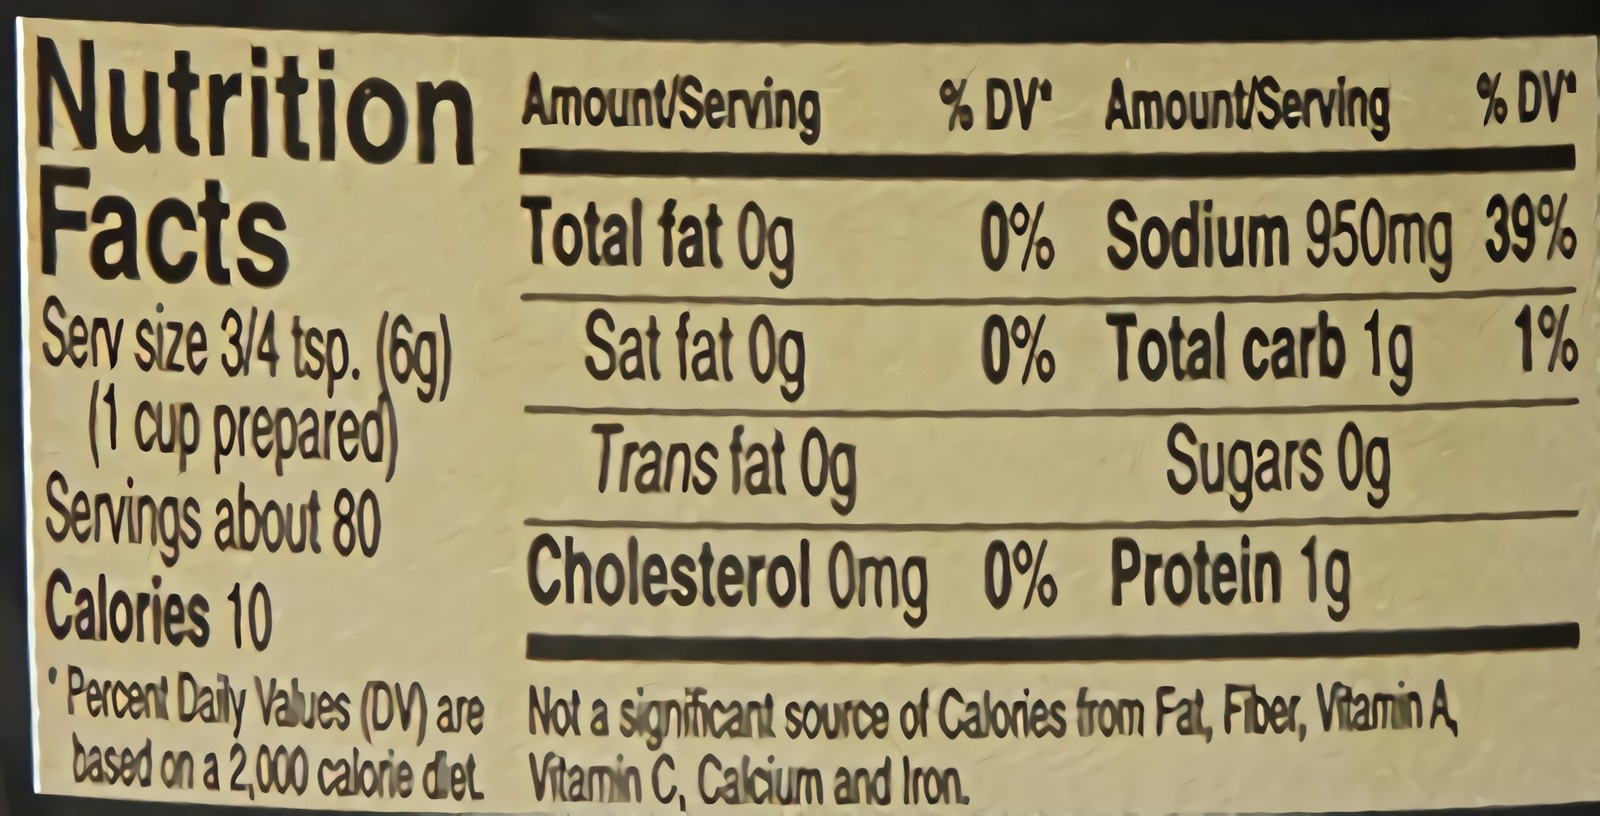 Nutrition
Facts
Serv size 3/4 tsp. (6g)
(1 cup prepared)
Servings about 80
Calories 10
* Percent Daily Values (DV) are
based on a 2,000 calorie diet.
Amount/Serving % DV* Amount/Serving % DV*
Total fat 0g 0% Sodium 950mg 39%
Sat fat 0g 0% Total carb 1g 1%
Trans fat 0g Sugars 0g
Cholesterol 0mg 0% Protein 1g
Not a significant source of Calories from Fat, Fiber, Vitamin A,
Vitamin C, Calcium and Iron.